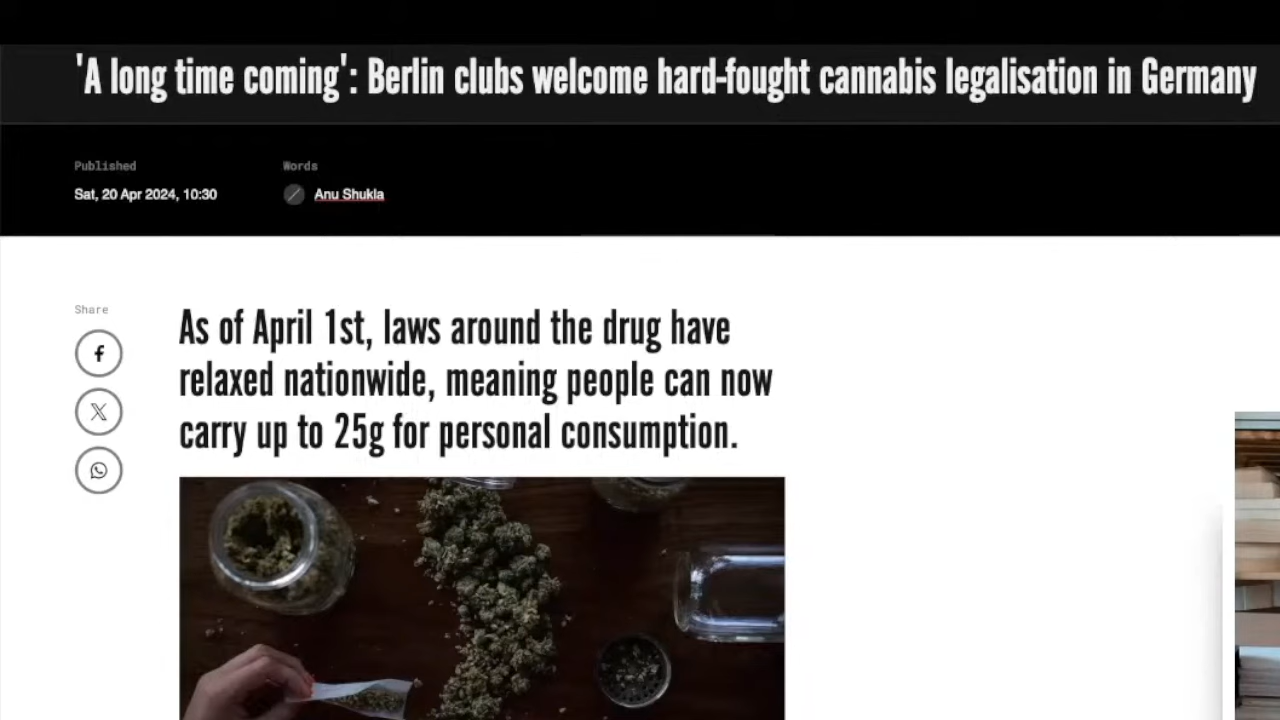 'A long time coming': Berlin clubs welcome hard-fought cannabis legalisation in Germany
Published
Words
Sat, 20 Apr 2024, 10:30
Anu Shukla
Share
As of April 1st, laws around the drug have
relaxed nationwide, meaning people can now
carry up to 25g for personal consumption.